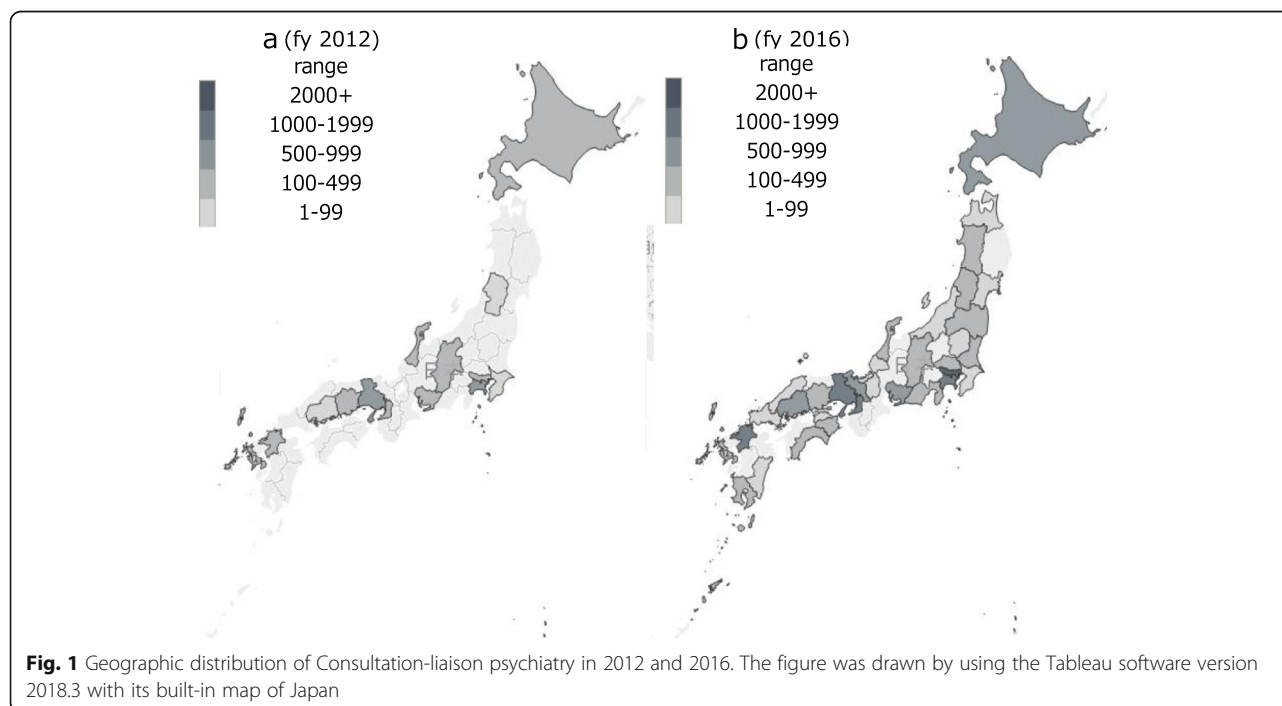 a (fy 2012)
range
2000+
1000-1999
500-999
100-499
1-99
b (fy 2016)
range
2000+
1000-1999
500-999
100-499
1-99
Fig. 1 Geographic distribution of Consultation-liaison psychiatry in 2012 and 2016. The figure was drawn by using the Tableau software version
2018.3 with its built-in map of Japan